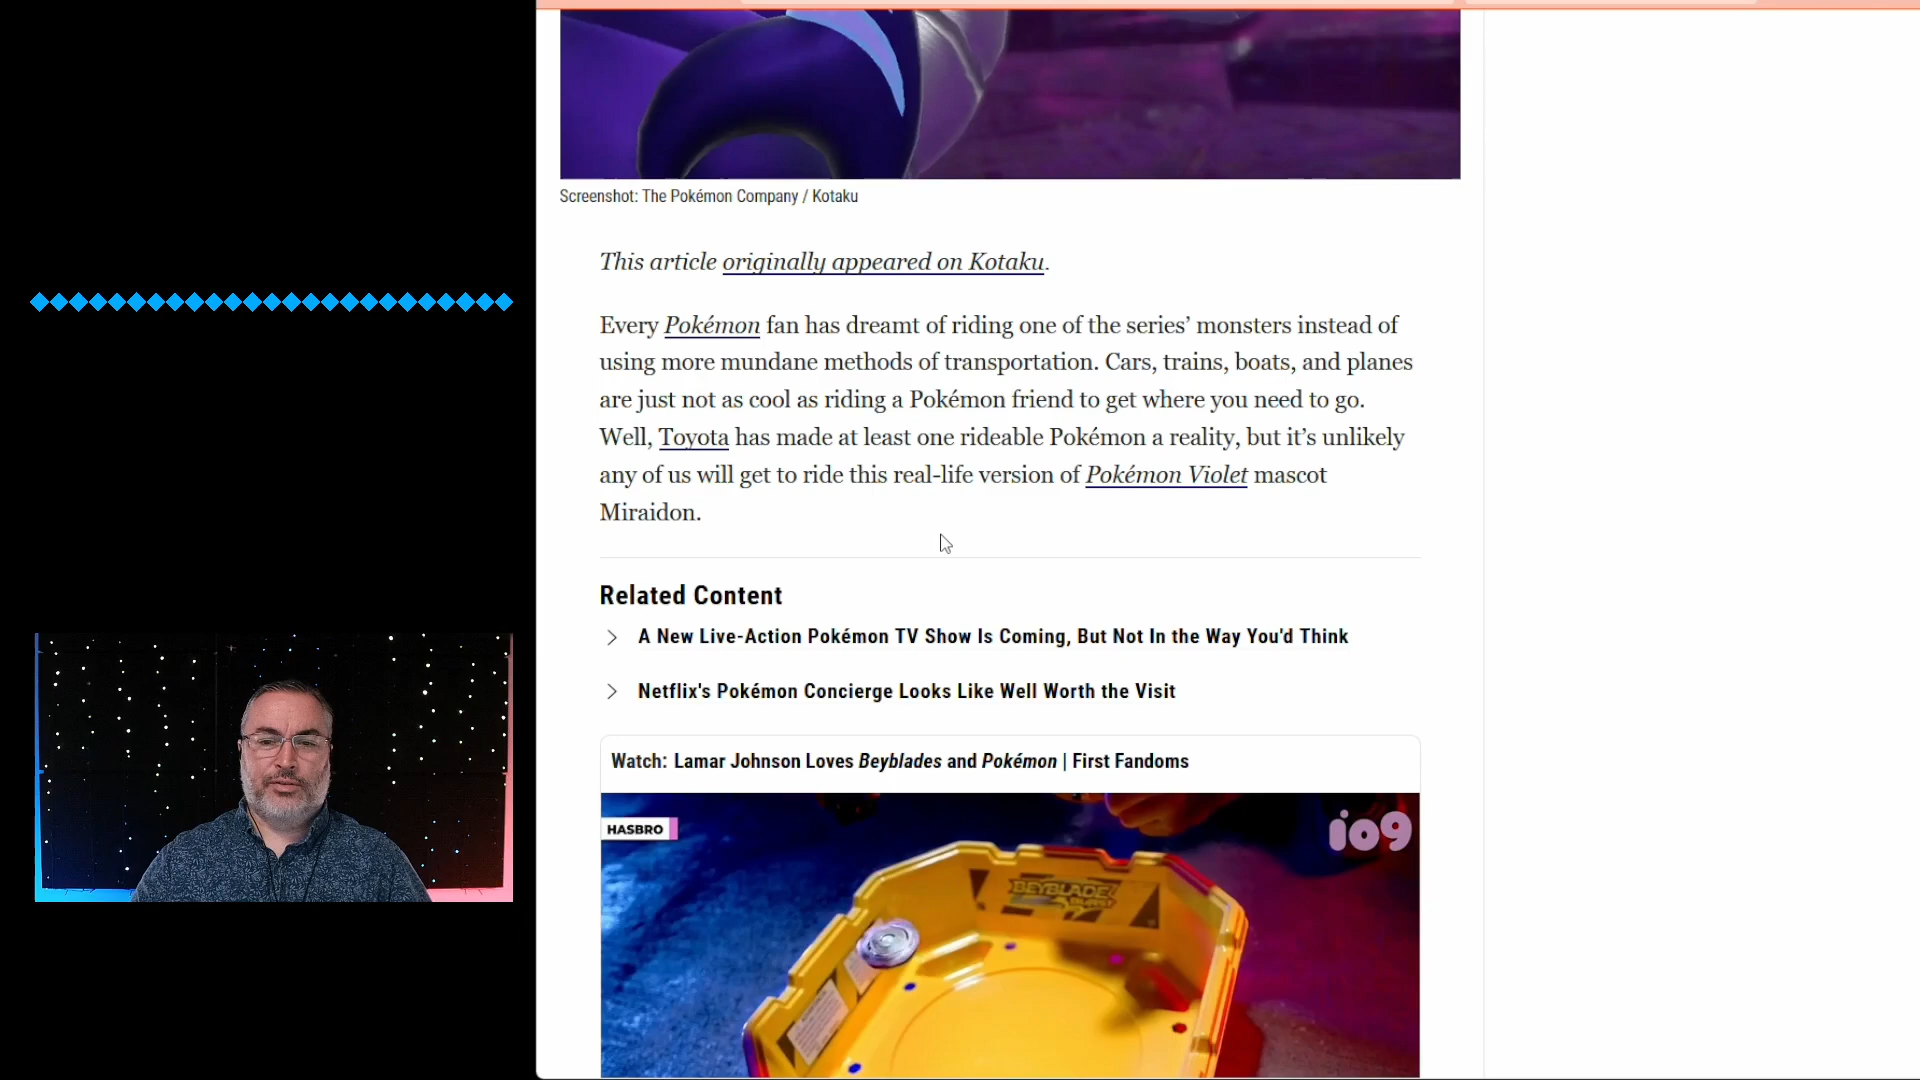 Screenshot: The Pokémon Company / Kotaku
This article originally appeared on Kotaku.
Every Pokémon fan has dreamt of riding one of the series’ monsters instead of
using more mundane methods of transportation. Cars, trains, boats, and planes
are just not as cool as riding a Pokémon friend to get where you need to go.
Well, Toyota has made at least one rideable Pokémon a reality, but it’s unlikely
any of us will get to ride this real-life version of Pokémon Violet mascot
Miraidon.
Related Content
A New Live-Action Pokémon TV Show Is Coming, But Not In the Way You'd Think
Netflix's Pokémon Concierge Looks Like Well Worth the Visit
Watch: Lamar Johnson Loves Beyblades and Pokémon | First Fandoms
HASBRO
io9
BEYBLADE
BURST